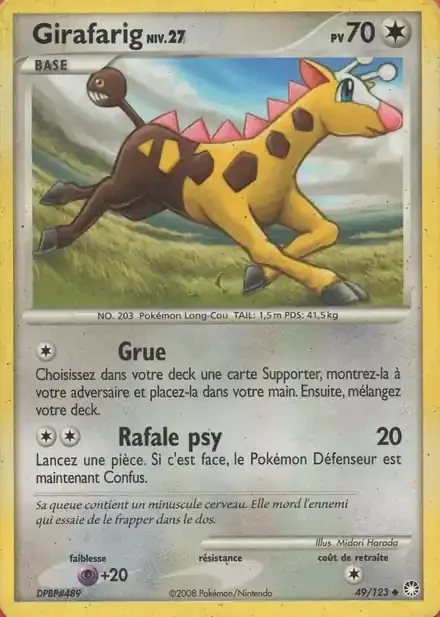 Girafarig NIV.27 PV 70
BASE
NO. 203 Pokémon Long-Cou TAIL: 1,5 m PDS: 41,5 kg
Grue
Choisissez dans votre deck une carte Supporter, montrez-la à
votre adversaire et placez-la dans votre main. Ensuite, mélangez
votre deck.
Rafale psy 20
Lancez une pièce. Si c'est face, le Pokémon Défenseur est
maintenant Confus.
Sa queue contient un minuscule cerveau. Elle mord l'ennemi
qui essaie de le frapper dans le dos.
Illus. Midori Harada
faiblesse résistance coût de retraite
+20
DPBP#489 ©2008 Pokémon/Nintendo 49/123